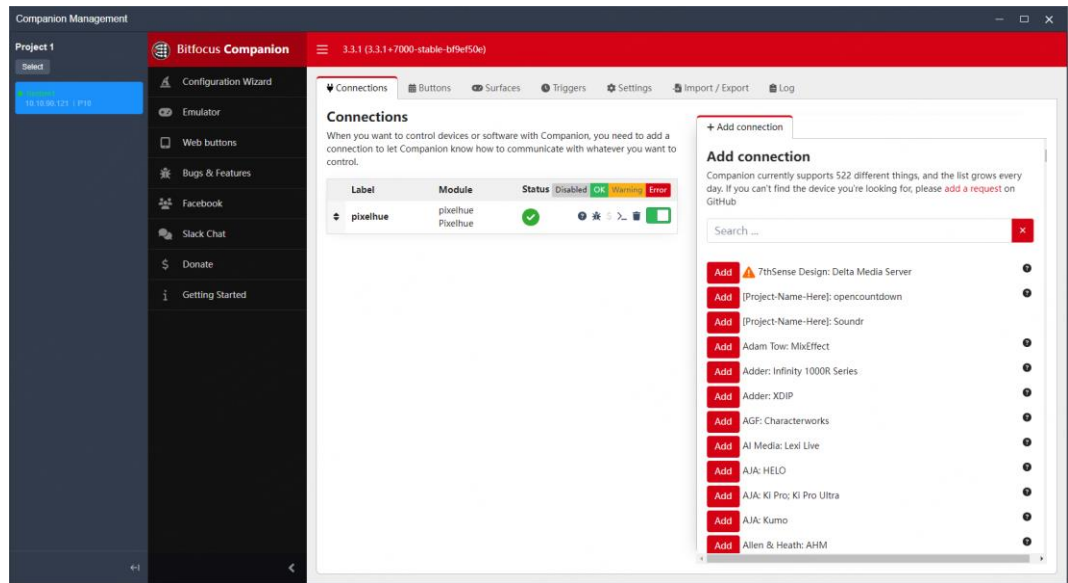 Companion Management
Project 1
Select
10.10.90.121 | P10
Bitfocus Companion
Configuration Wizard
Emulator
Web buttons
Bugs & Features
Facebook
Slack Chat
Donate
Getting Started
3.3.1 (3.3.1+7000-stable-bf9ef50e)
Connections
Buttons
Surfaces
Triggers
Settings
Import / Export
Log
Connections
When you want to control devices or software with Companion, you need to add a
connection to let Companion know how to communicate with whatever you want to
control.
Label Module Status Disabled OK Warning Error
pixelhue pixelhue
Pixelhue
+ Add connection
Add connection
Companion currently supports 522 different things, and the list grows every
day. If you can't find the device you're looking for, please add a request on
GitHub
Search ...
Add 7thSense Design: Delta Media Server
Add [Project-Name-Here]: opencountdown
Add [Project-Name-Here]: Soundr
Add Adam Tow: MixEffect
Add Adder: Infinity 1000R Series
Add Adder: XDIP
Add AGF: Characterworks
Add AI Media: Lexi Live
Add AJA: HELO
Add AJA: Ki Pro; Ki Pro Ultra
Add AJA: Kumo
Add Allen & Heath: AHM